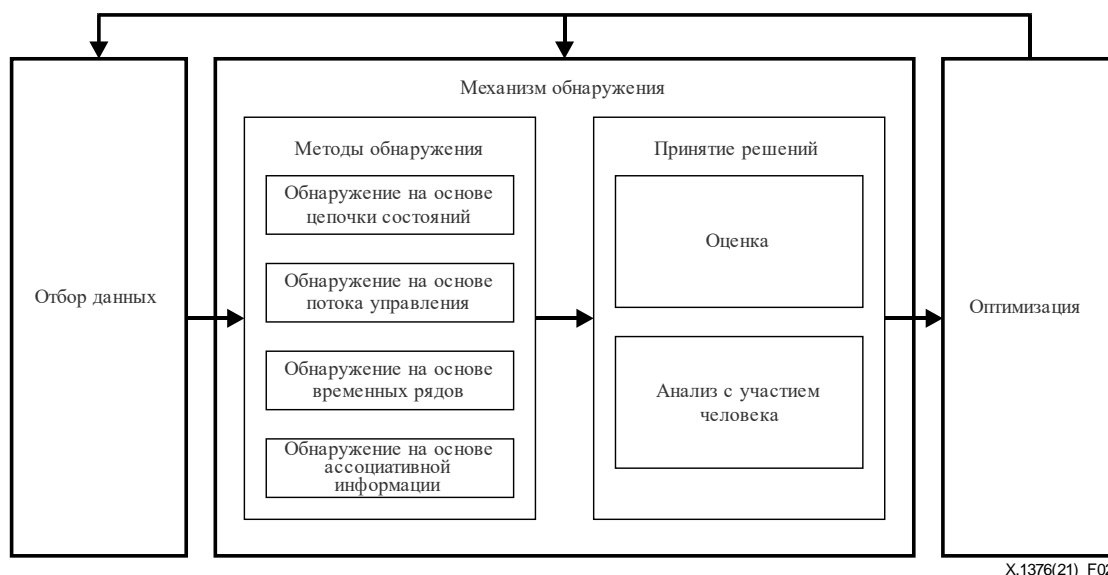 Механизм обнаружения
Отбор данных
Методы обнаружения
Обнаружение на основе
цепочки состояний
Обнаружение на основе
потока управления
Обнаружение на основе
временных рядов
Обнаружение на основе
ассоциативной
информации
Принятие решений
Оценка
Анализ с участием
человека
Оптимизация
X.1376(21)_F02